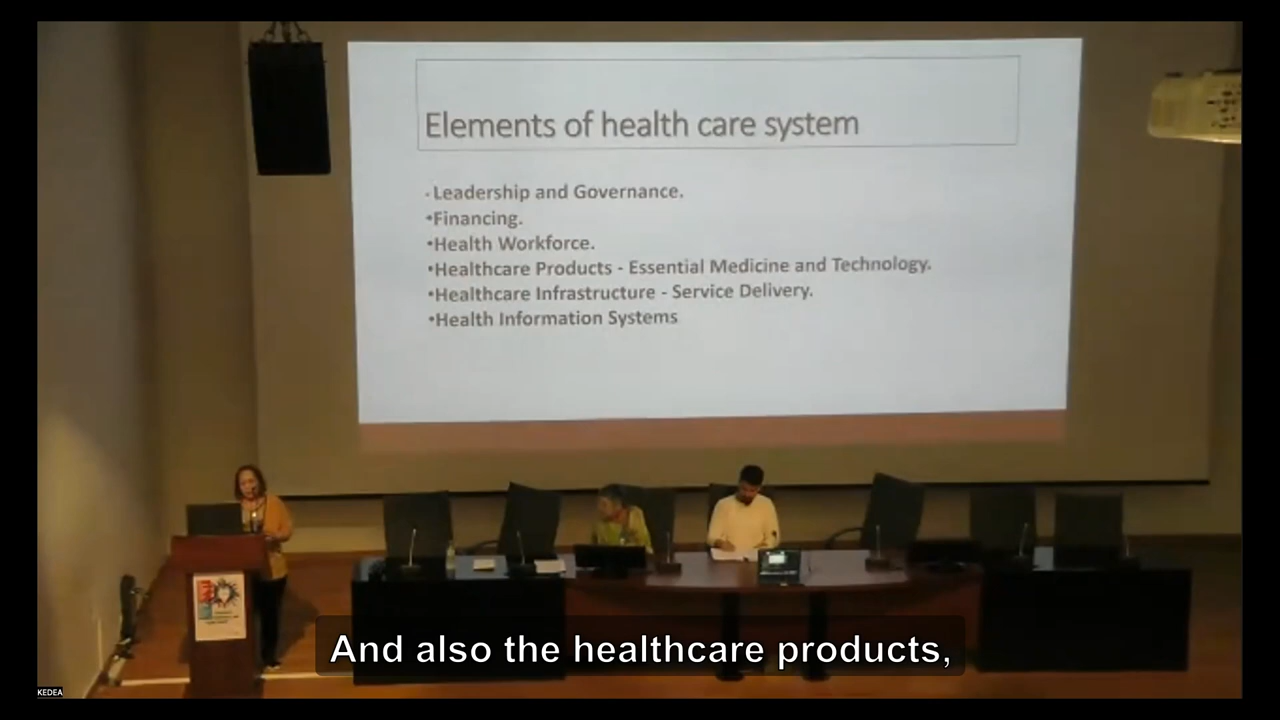 Elements of health care system
· Leadership and Governance.
•Financing.
•Health Workforce.
•Healthcare Products - Essential Medicine and Technology.
•Healthcare Infrastructure - Service Delivery.
•Health Information Systems
And also the healthcare products,
KEDEA